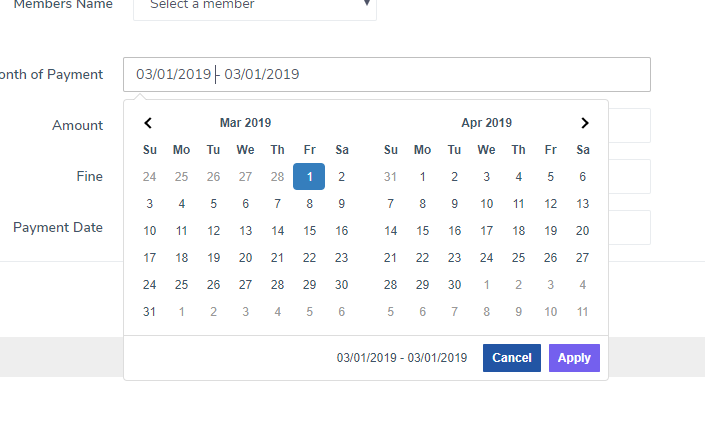 Members Name Select a member
onth of Payment 03/01/2019 - 03/01/2019
Amount
Fine
Payment Date
Mar 2019 Apr 2019
Su Mo Tu We Th Fr Sa Su Mo Tu We Th Fr Sa
24 25 26 27 28 1 2 31 1 2 3 4 5 6
3 4 5 6 7 8 9 7 8 9 10 11 12 13
10 11 12 13 14 15 16 14 15 16 17 18 19 20
17 18 19 20 21 22 23 21 22 23 24 25 26 27
24 25 26 27 28 29 30 28 29 30 1 2 3 4
31 1 2 3 4 5 6 5 6 7 8 9 10 11
03/01/2019 - 03/01/2019 Cancel Apply